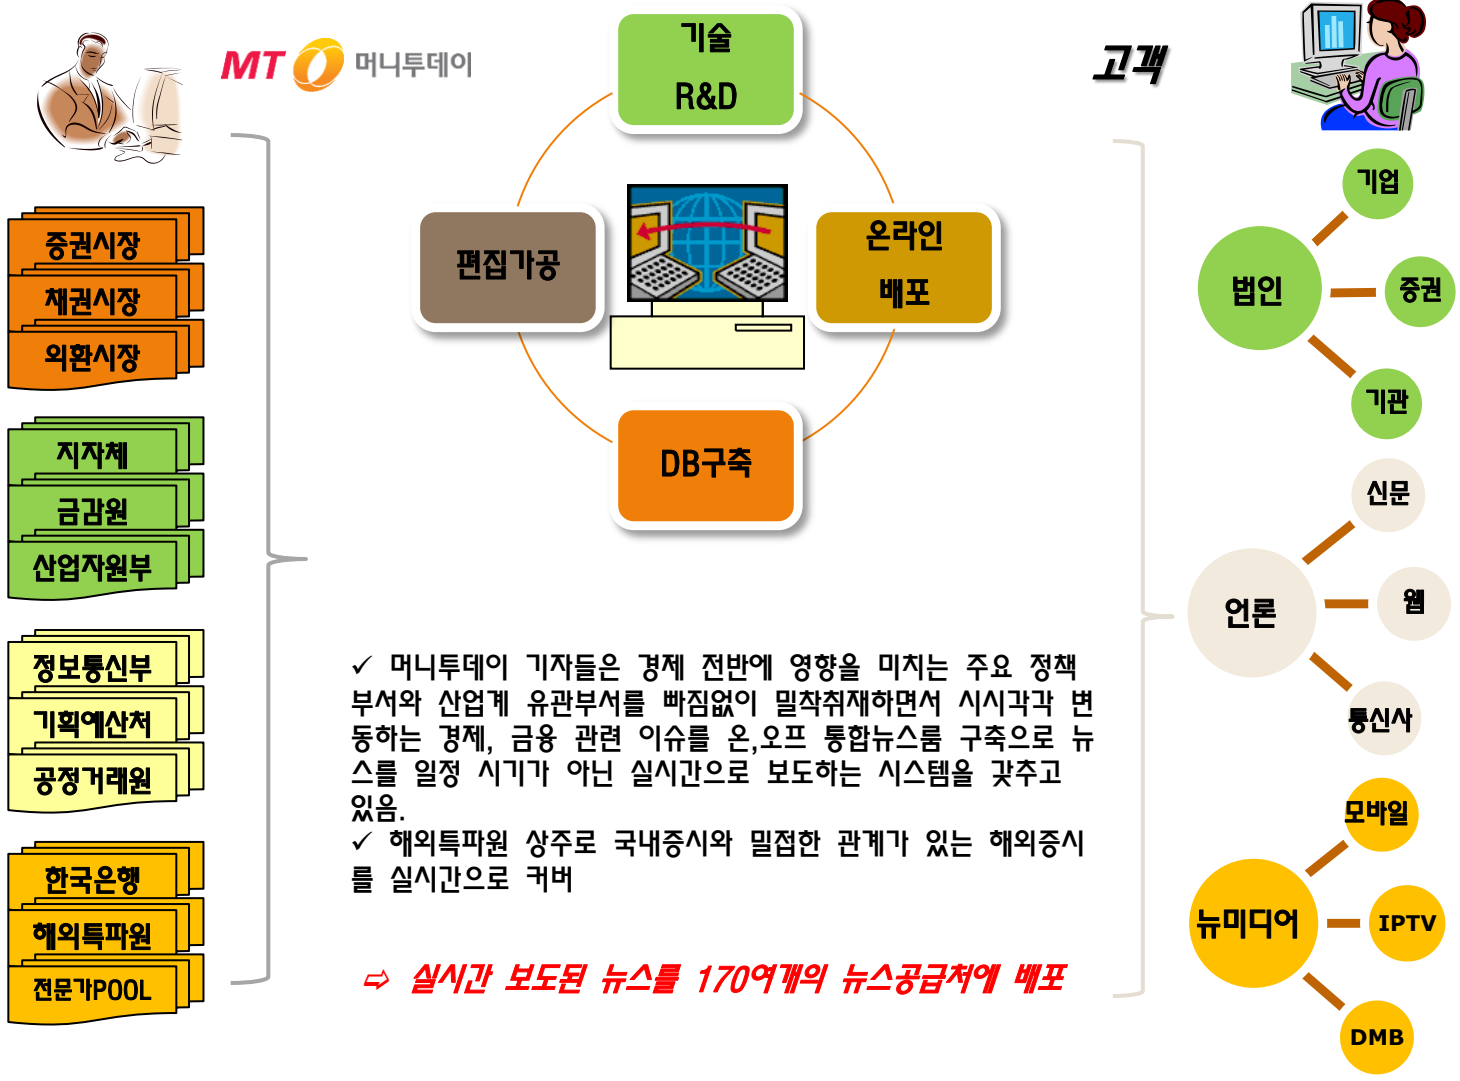 MT 머니투데이
증권시장
채권시장
외환시장
지자체
금감원
산업자원부
정보통신부
기획예산처
공정거래원
한국은행
해외특파원
전문가POOL
기술
R&D
편집가공
온라인
배포
DB구축
✓ 머니투데이 기자들은 경제 전반에 영향을 미치는 주요 정책
부서와 산업계 유관부서를 빠짐없이 밀착취재하면서 시시각각 변
동하는 경제, 금융 관련 이슈를 온,오프 통합뉴스룸 구축으로 뉴
스를 일정 시기가 아닌 실시간으로 보도하는 시스템을 갖추고
있음.
✓ 해외특파원 상주로 국내증시와 밀접한 관계가 있는 해외증시
를 실시간으로 커버
⇨ 실시간 보도된 뉴스를 170여개의 뉴스공급처에 배포
고객
법인
기업
증권
기관
언론
신문
웹
통신사
뉴미디어
모바일
IPTV
DMB